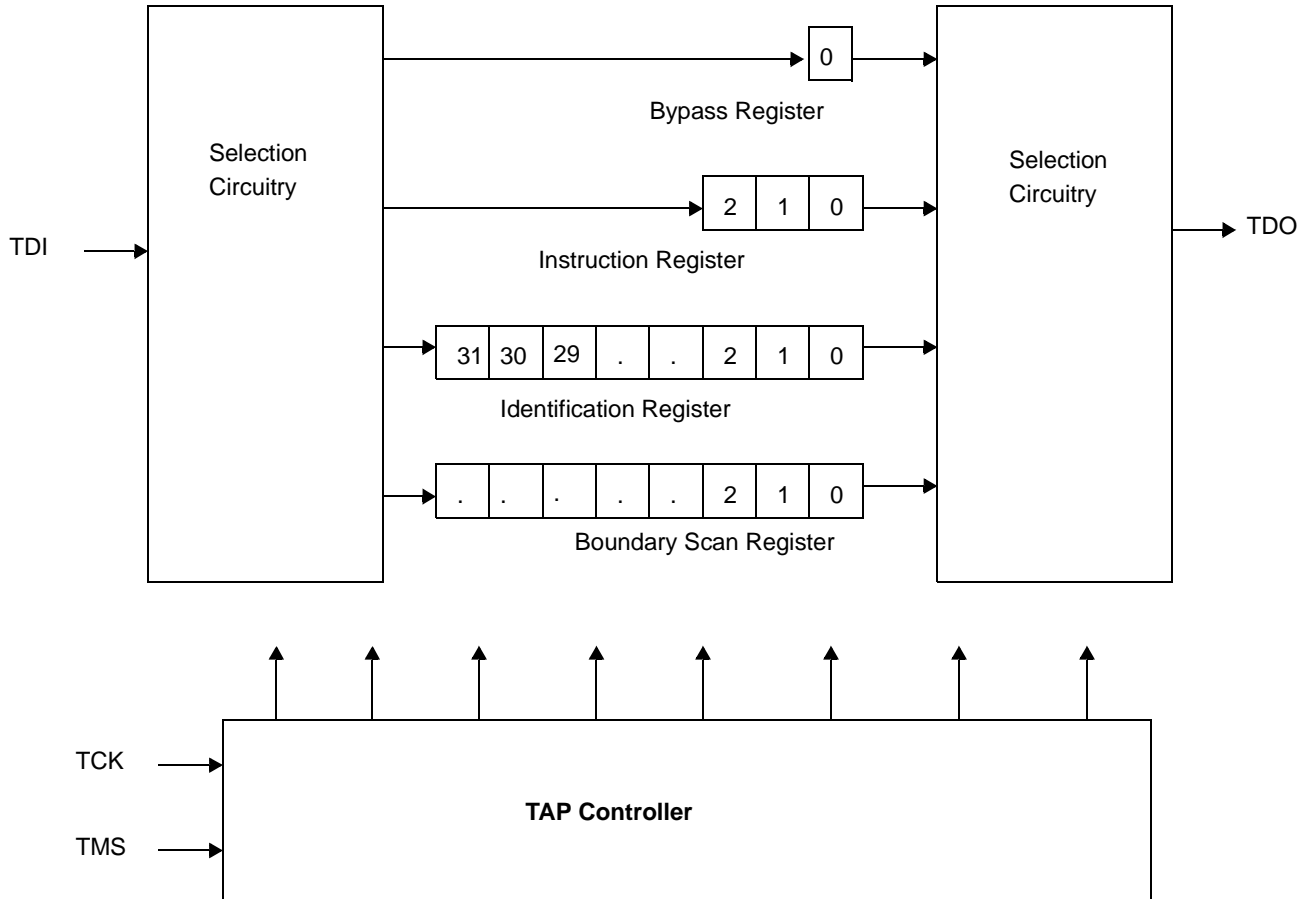 0
Bypass Register
Selection
Circuitry
Selection
Circuitry
2 1 0
TDI
TDO
Instruction Register
31 30 29 . . 2 1 0
Identification Register
. . . . . 2 1 0
Boundary Scan Register
TCK
TAP Controller
TMS